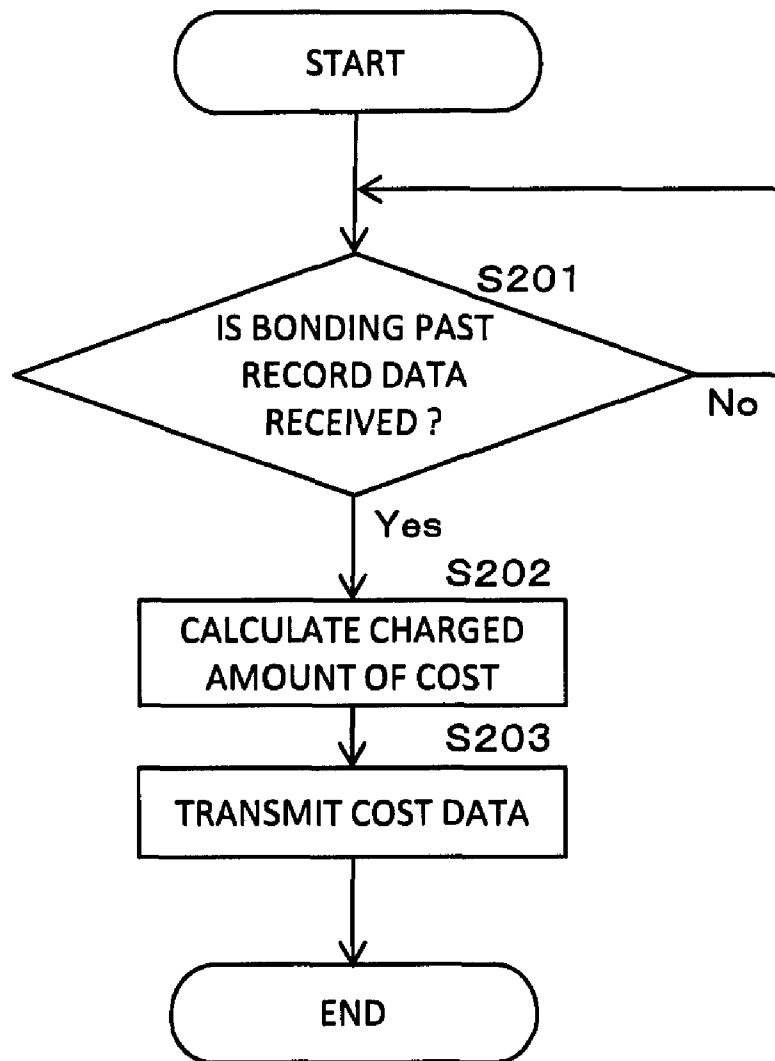 START
S201
IS BONDING PAST
RECORD DATA
RECEIVED ?
No
Yes
S202
CALCULATE CHARGED
AMOUNT OF COST
S203
TRANSMIT COST DATA
END